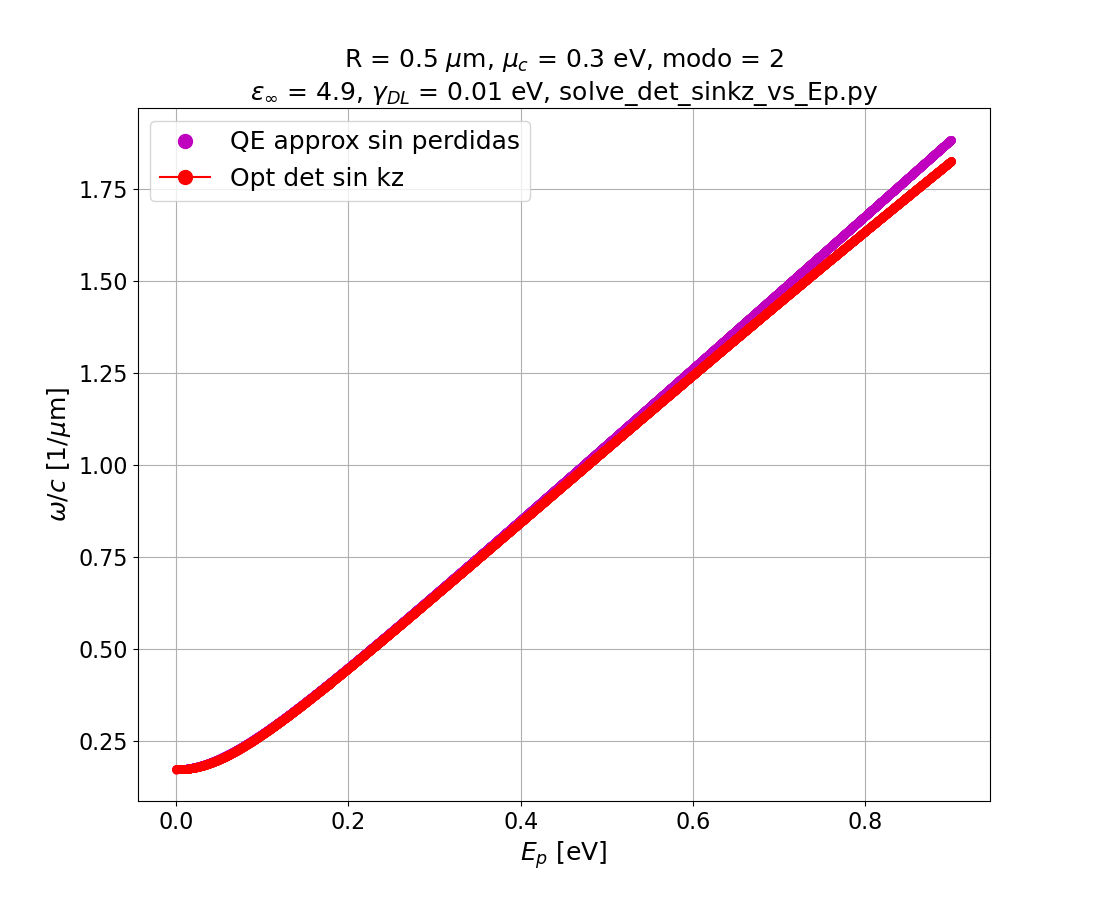 R = 0.5 μm, μ_c = 0.3 eV, modo = 2
ε_∞ = 4.9, γ_DL = 0.01 eV, solve_det_sinkz_vs_Ep.py
QE approx sin perdidas
Opt det sin kz
1.75
1.50
1.25
1.00
0.75
0.50
0.25
ω/c [1/μm]
0.0 0.2 0.4 0.6 0.8
E_p [eV]